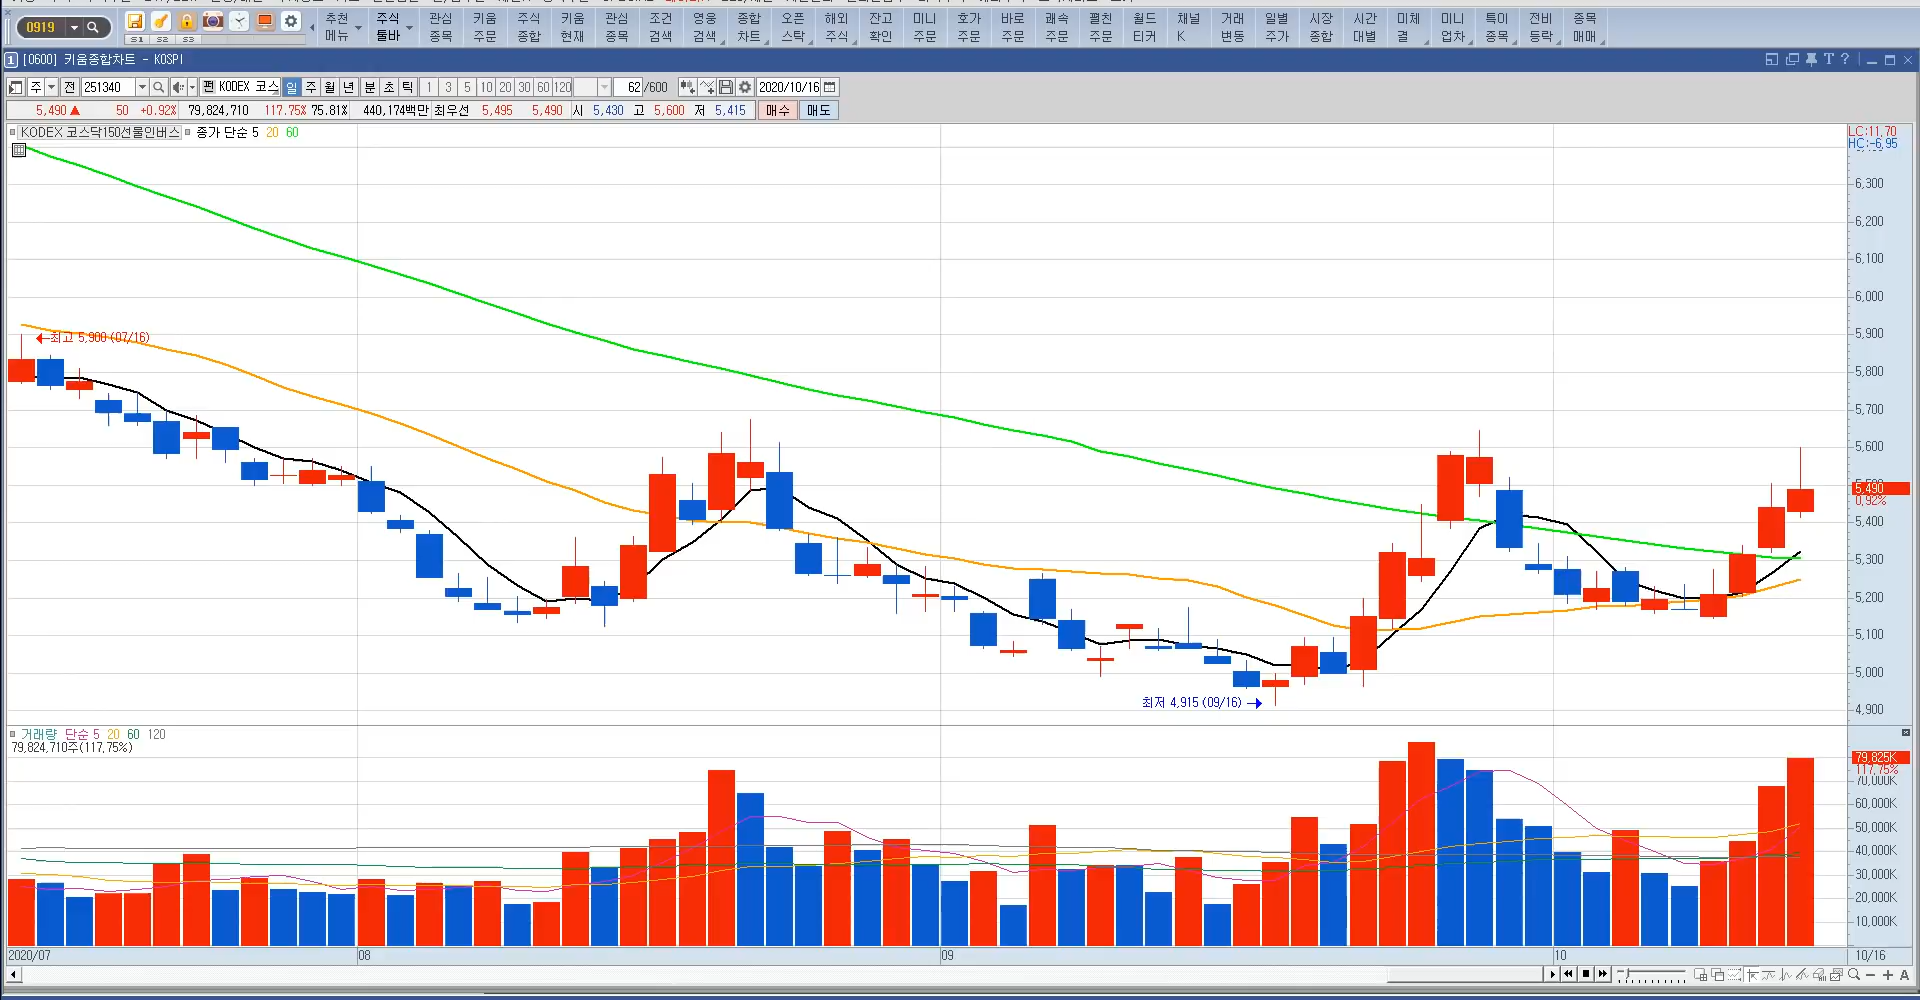 0919
S1 S2 S3
추천 주식 관심 키움 주식 키움 관심 조건 영웅 종합 오픈 해외 잔고 미니 호가 바로 쾌속 펼친 월드 채널 거래 일별 시장 시간 미체 미니 특이 전비 종목
메뉴 툴바 종목 주문 종합 현재 종목 검색 검색 차트 스탁 주식 확인 주문 주문 주문 주문 주문 티커 K 변동 주가 종합 대별 결 업차 종목 등락 매매
1 [0600] 키움종합차트 - KOSPI
주 전 251340 KODEX 코스 일 주 월 년 분 초 틱 1 3 5 10 20 30 60 120 62 /600 2020/10/16
5,490▲ 50 +0.92% 79,824,710 117.75% 75.81% 440,174백만 최우선 5,495 5,490 시 5,430 고 5,600 저 5,415 매수 매도
KODEX 코스닥150선물인버스 종가 단순 5 20 60
LC:11.70
HC:-6.95
6,300
6,200
6,100
6,000
최고 5,900 (07/16)
5,900
5,800
5,700
5,600
5,490
0.92%
5,400
5,300
5,200
5,100
5,000
최저 4,915 (09/16)
4,900
거래량 단순 5 20 60 120
79,824,710주(117.75%)
79,825K
117.75%
70,000K
60,000K
50,000K
40,000K
30,000K
20,000K
10,000K
2020/07 08 09 10 10/16
A